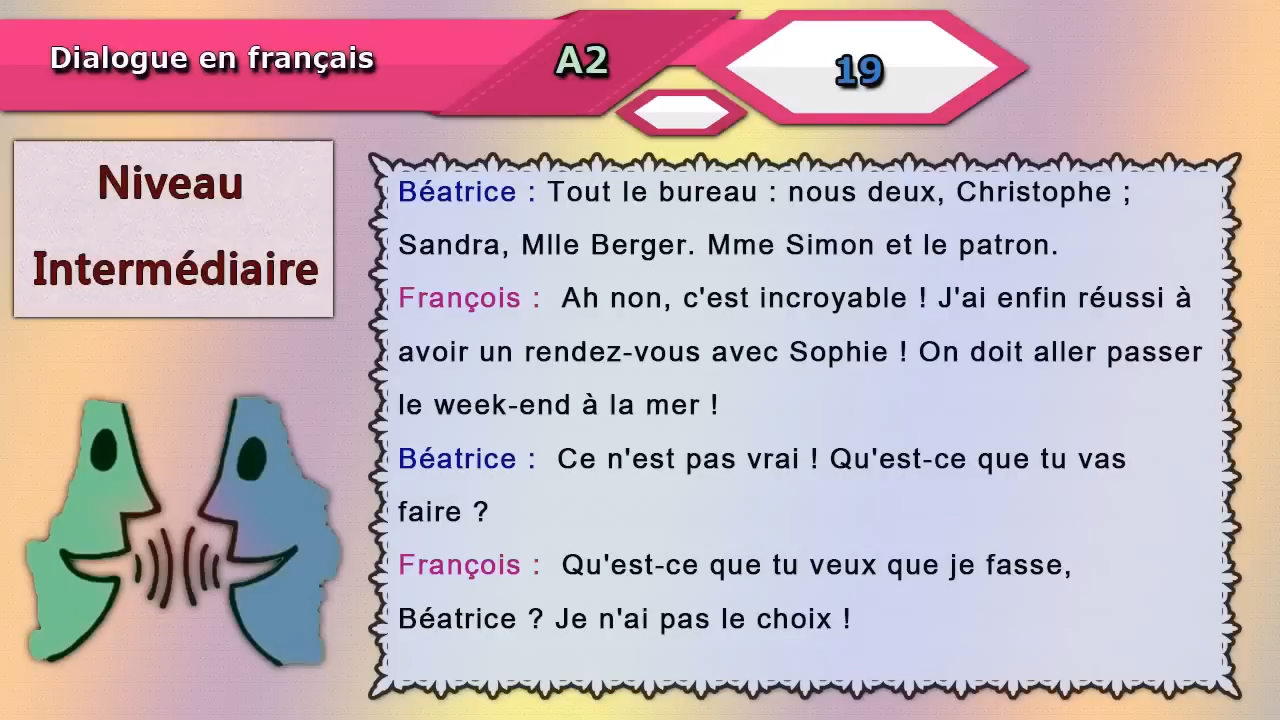 Dialogue en français
A2
19
Niveau
Intermédiaire
Béatrice : Tout le bureau : nous deux, Christophe ;
Sandra, Mlle Berger. Mme Simon et le patron.
François :  Ah non, c'est incroyable ! J'ai enfin réussi à
avoir un rendez-vous avec Sophie ! On doit aller passer
le week-end à la mer !
Béatrice :  Ce n'est pas vrai ! Qu'est-ce que tu vas
faire ?
François :  Qu'est-ce que tu veux que je fasse,
Béatrice ? Je n'ai pas le choix !